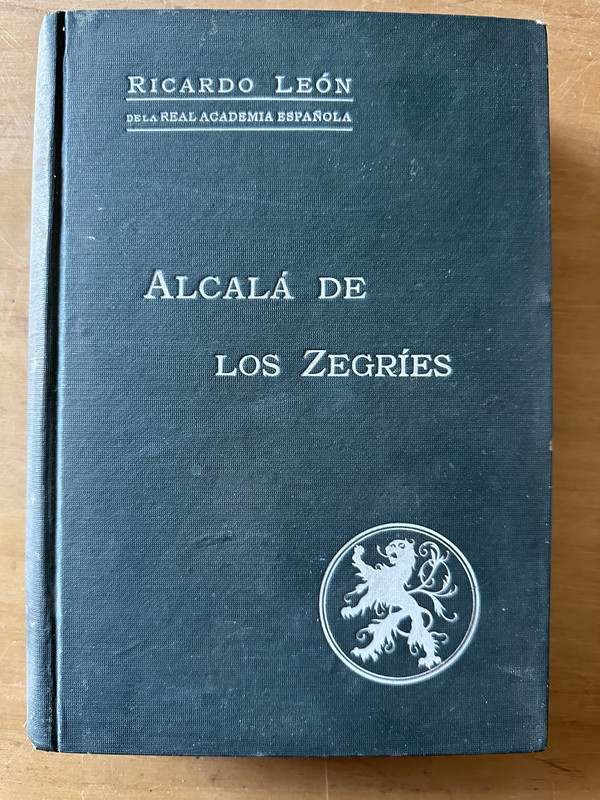 RICARDO LEÓN
DE LA REAL ACADEMIA ESPAÑOLA
ALCALÁ DE
LOS ZEGRÍES